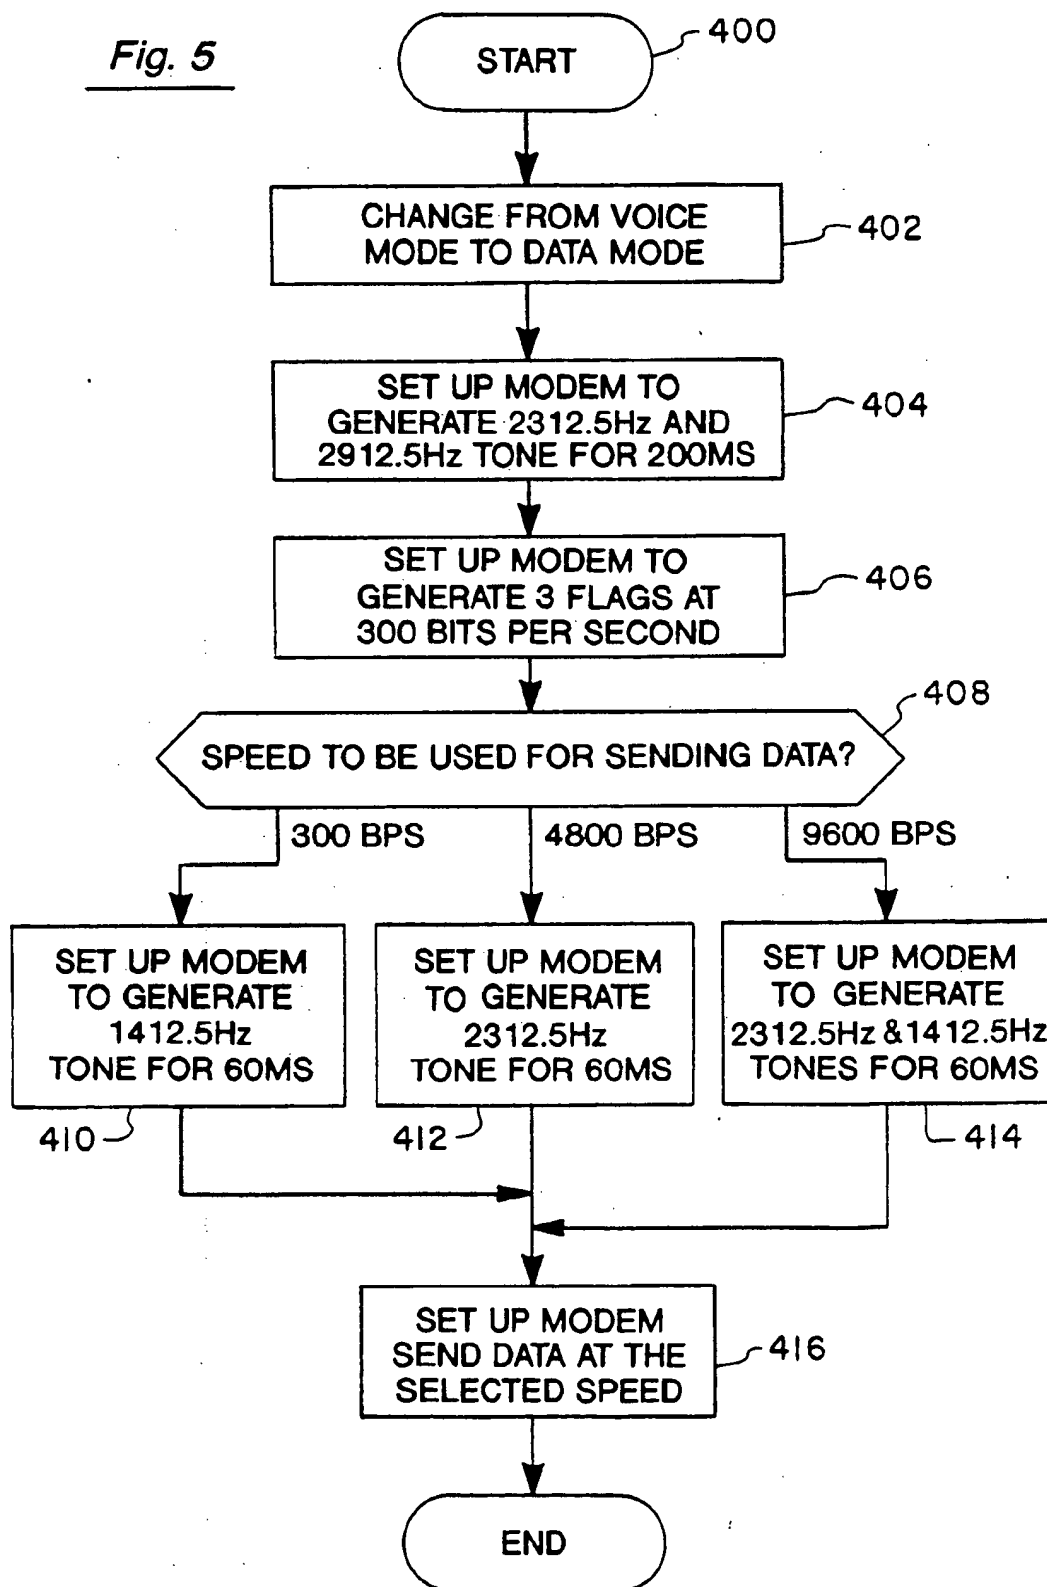 Fig. 5
START
400
CHANGE FROM VOICE
MODE TO DATA MODE
402
SET UP MODEM TO
GENERATE 2312.5Hz AND
2912.5Hz TONE FOR 200MS
404
SET UP MODEM TO
GENERATE 3 FLAGS AT
300 BITS PER SECOND
406
408
SPEED TO BE USED FOR SENDING DATA?
300 BPS
4800 BPS
9600 BPS
SET UP MODEM
TO GENERATE
1412.5Hz
TONE FOR 60MS
410
SET UP MODEM
TO GENERATE
2312.5Hz
TONE FOR 60MS
412
SET UP MODEM
TO GENERATE
2312.5Hz &1412.5Hz
TONES FOR 60MS
414
SET UP MODEM
SEND DATA AT THE
SELECTED SPEED
416
END